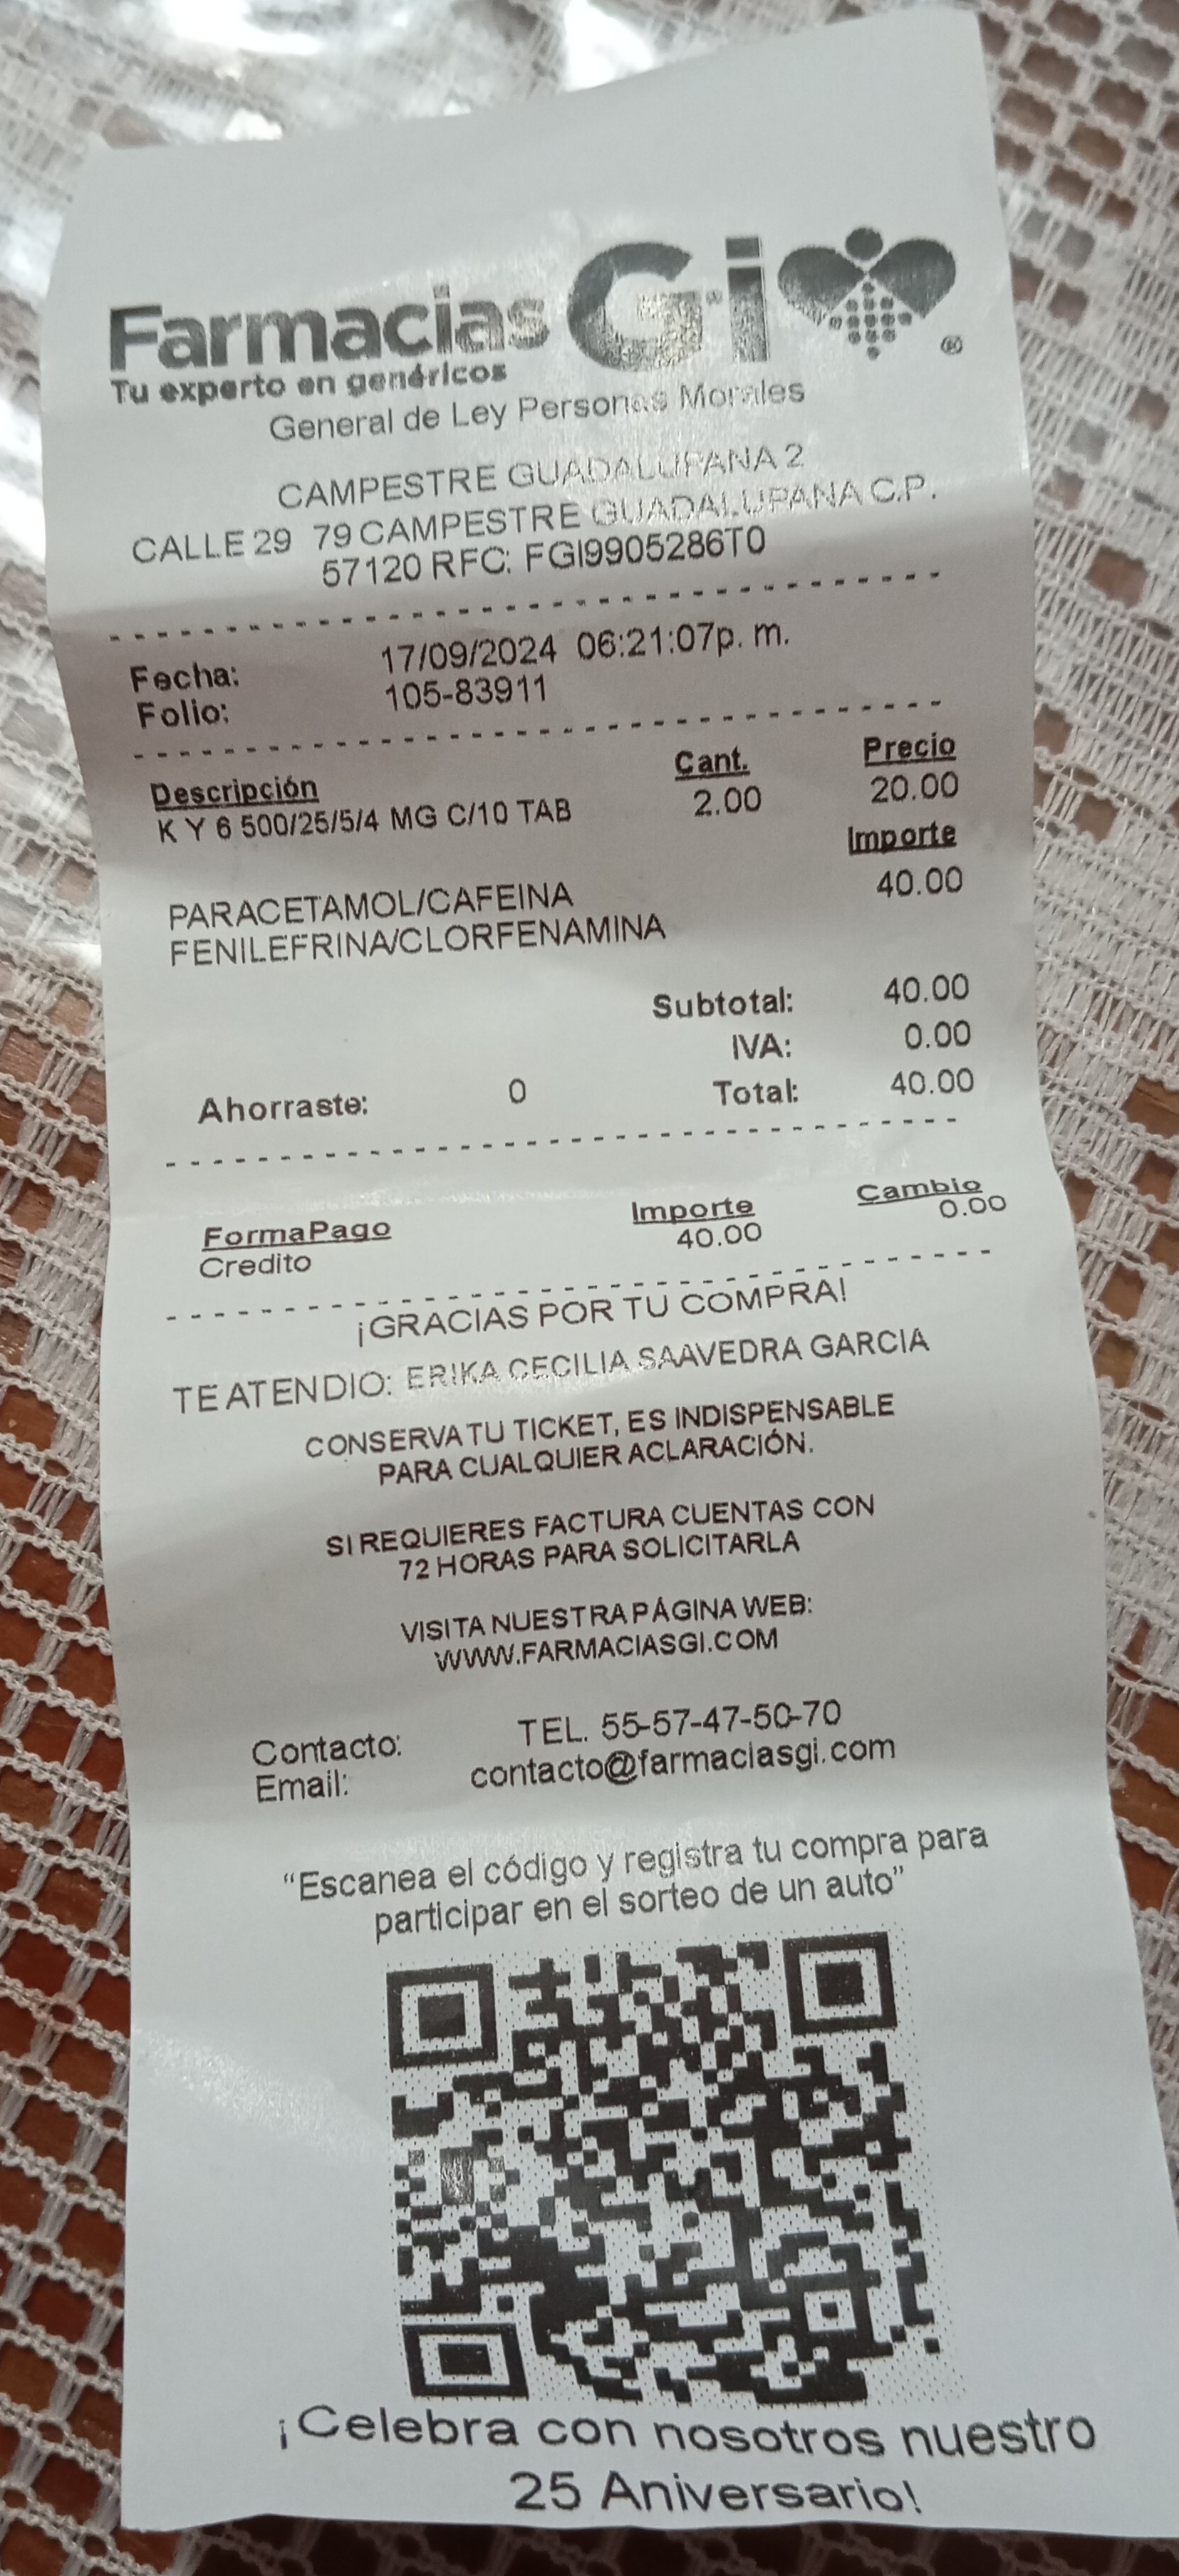 Farmacias Gi ®
Tu experto en genéricos
General de Ley Personas Morales
CAMPESTRE GUADALUPANA 2
CALLE 29 79 CAMPESTRE GUADALUPANA C.P.
57120 RFC: FGI9905286T0
Fecha: 17/09/2024 06:21:07p. m.
Folio: 105-83911
Descripción Cant. Precio
K Y 6 500/25/5/4 MG C/10 TAB 2.00 20.00
Importe
PARACETAMOL/CAFEINA 40.00
FENILEFRINA/CLORFENAMINA
Subtotal: 40.00
IVA: 0.00
Ahorraste: 0 Total: 40.00
FormaPago Importe Cambio
Credito 40.00 0.00
¡GRACIAS POR TU COMPRA!
TE ATENDIO: ERIKA CECILIA SAAVEDRA GARCIA
CONSERVA TU TICKET, ES INDISPENSABLE
PARA CUALQUIER ACLARACIÓN.
SI REQUIERES FACTURA CUENTAS CON
72 HORAS PARA SOLICITARLA
VISITA NUESTRA PÁGINA WEB:
WWW.FARMACIASGI.COM
Contacto: TEL. 55-57-47-50-70
Email: contacto@farmaciasgi.com
“Escanea el código y registra tu compra para
participar en el sorteo de un auto”
¡Celebra con nosotros nuestro
25 Aniversario!